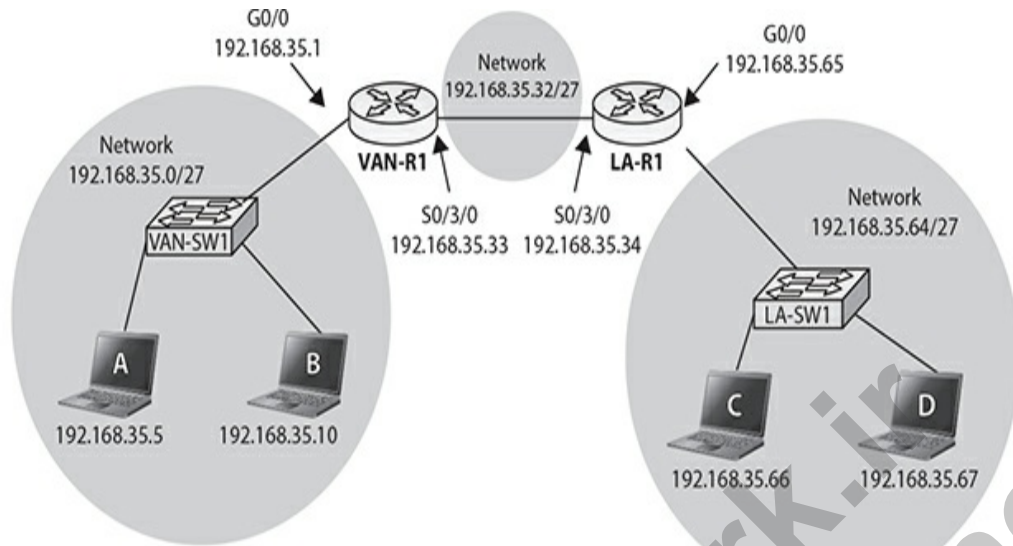 G0/0
192.168.35.1
Network
192.168.35.32/27
G0/0
192.168.35.65
VAN-R1
LA-R1
Network
192.168.35.0/27
S0/3/0
192.168.35.33
S0/3/0
192.168.35.34
Network
192.168.35.64/27
VAN-SW1
LA-SW1
A
B
192.168.35.5
192.168.35.10
C
D
192.168.35.66
192.168.35.67